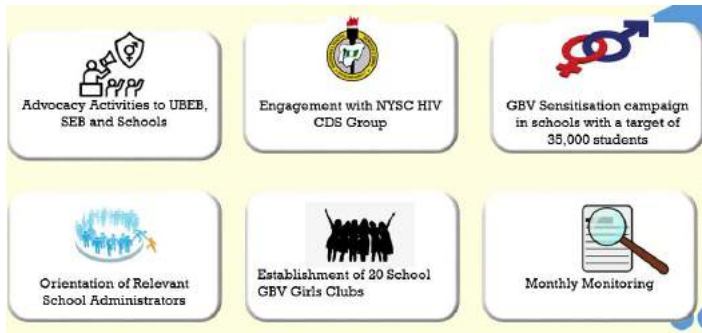 Advocacy Activities to UBEB,
SEB and Schools
Engagement with NYSC HIV
CDS Group
GBV Sensitisation campaign
in schools with a target of
35,000 students
Orientation of Relevant
School Administrators
Establishment of 20 School
GBV Girls Clubs
Monthly Monitoring